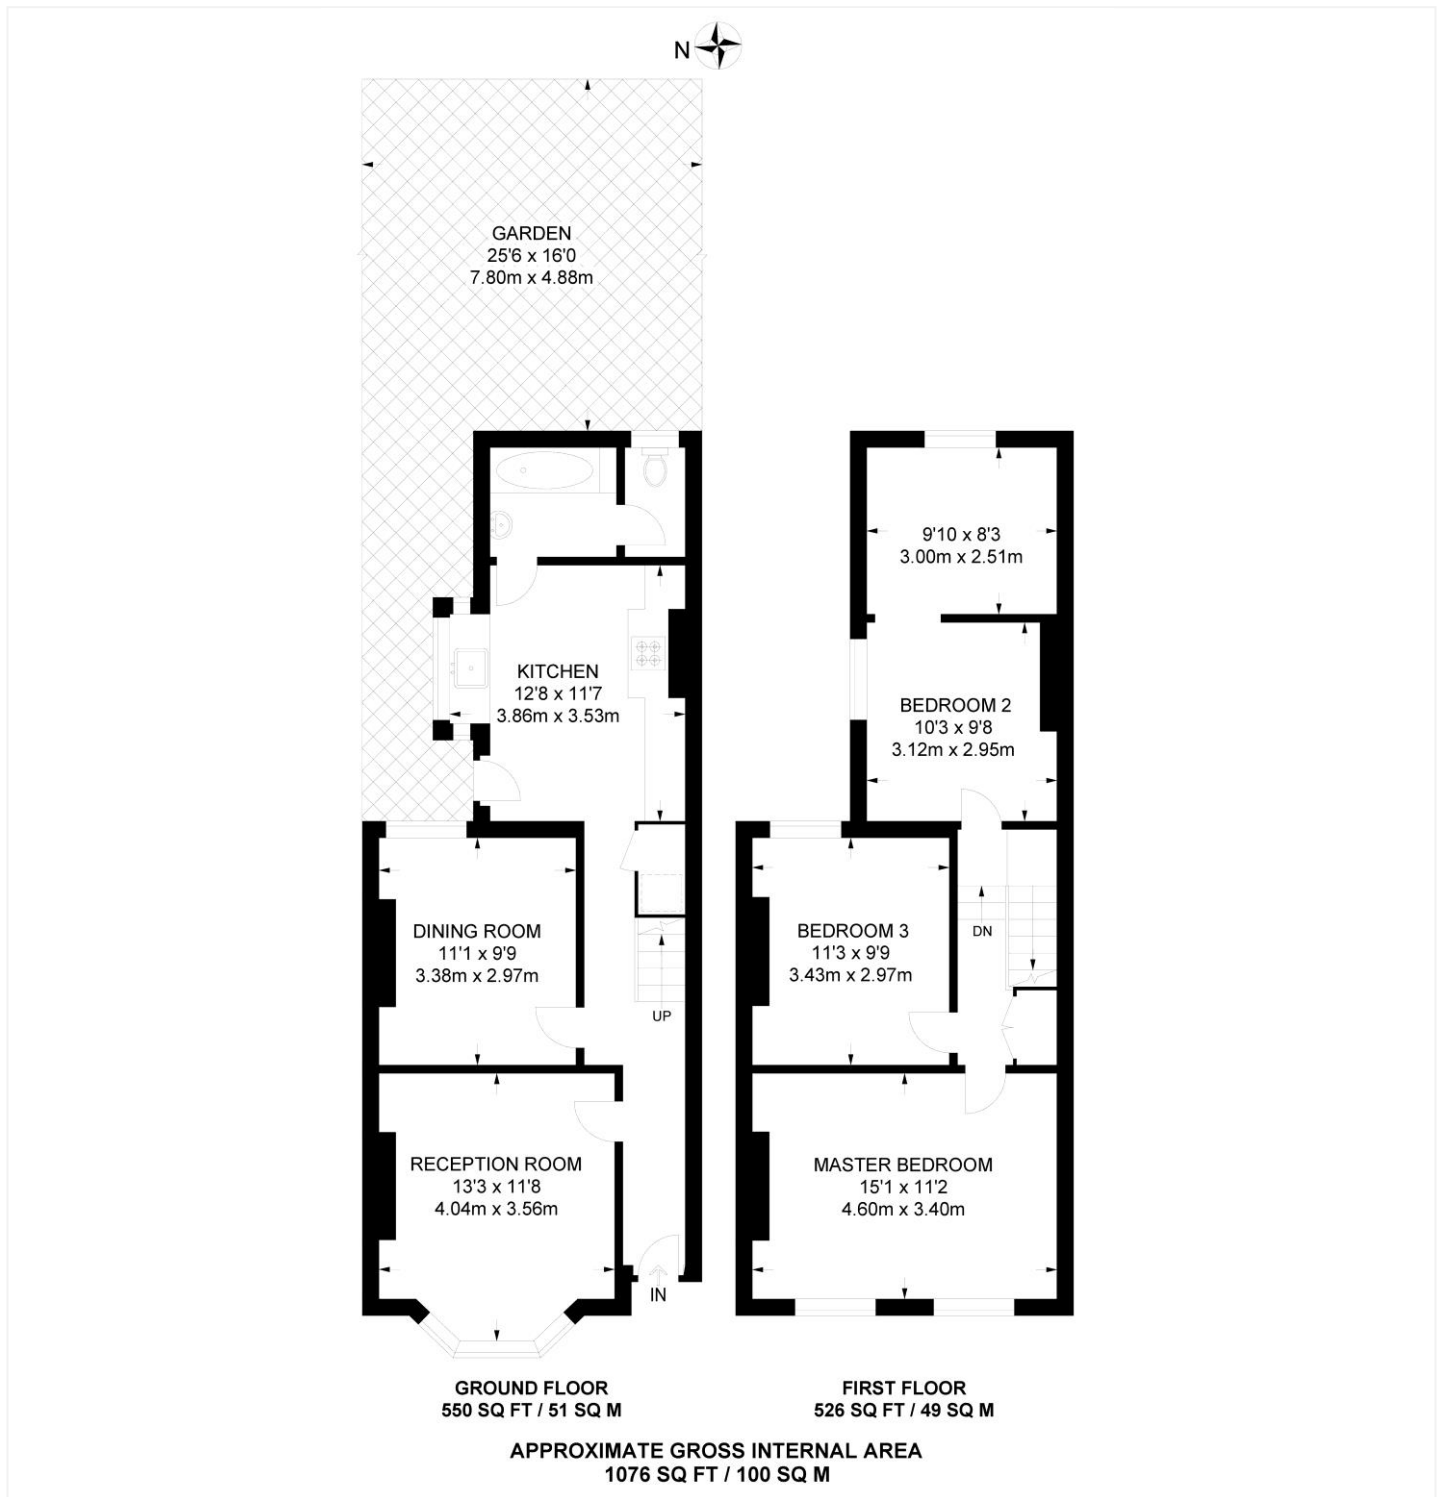 N
GARDEN
25'6 x 16'0
7.80m x 4.88m
KITCHEN
12'8 x 11'7
3.86m x 3.53m
DINING ROOM
11'1 x 9'9
3.38m x 2.97m
UP
RECEPTION ROOM
13'3 x 11'8
4.04m x 3.56m
IN
GROUND FLOOR
550 SQ FT / 51 SQ M
9'10 x 8'3
3.00m x 2.51m
BEDROOM 2
10'3 x 9'8
3.12m x 2.95m
BEDROOM 3
11'3 x 9'9
3.43m x 2.97m
DN
MASTER BEDROOM
15'1 x 11'2
4.60m x 3.40m
FIRST FLOOR
526 SQ FT / 49 SQ M
APPROXIMATE GROSS INTERNAL AREA
1076 SQ FT / 100 SQ M